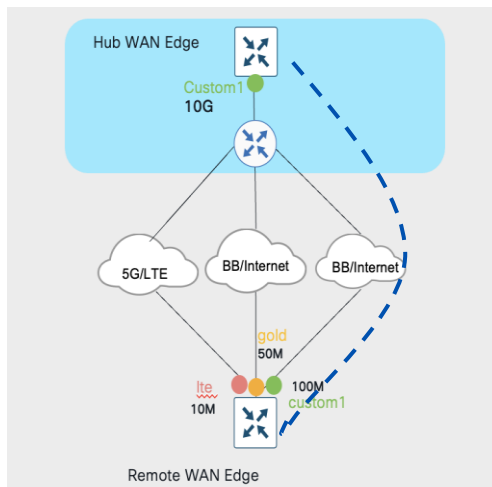 Hub WAN Edge
Custom1
10G
5G/LTE
BB/Internet
BB/Internet
gold
50M
lte
10M
100M
custom1
Remote WAN Edge